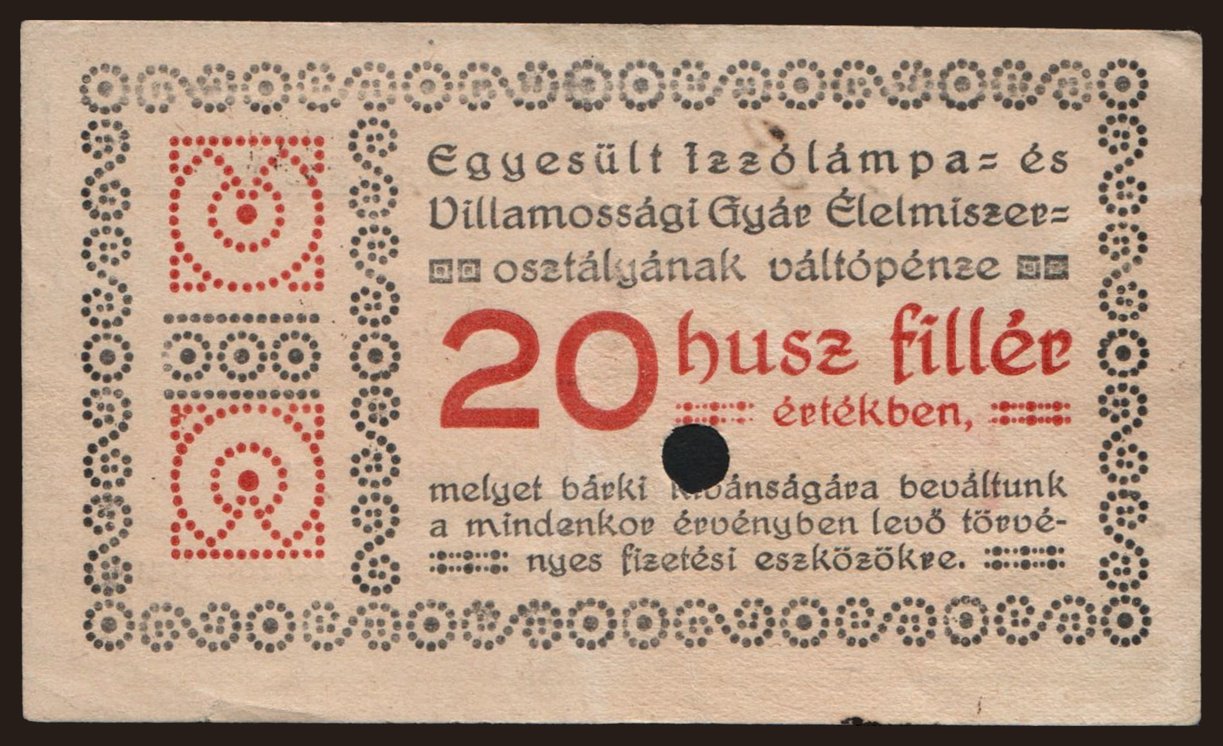 Egyesült Izzólámpa= és
Villamossági Gyár Élelmiszer=
osztályának váltópénze
20 husz fillér
értékben,
melyet bárki kivánságára beváltunk
a mindenkor érvényben levő törvé-
nyes fizetési eszközökre.